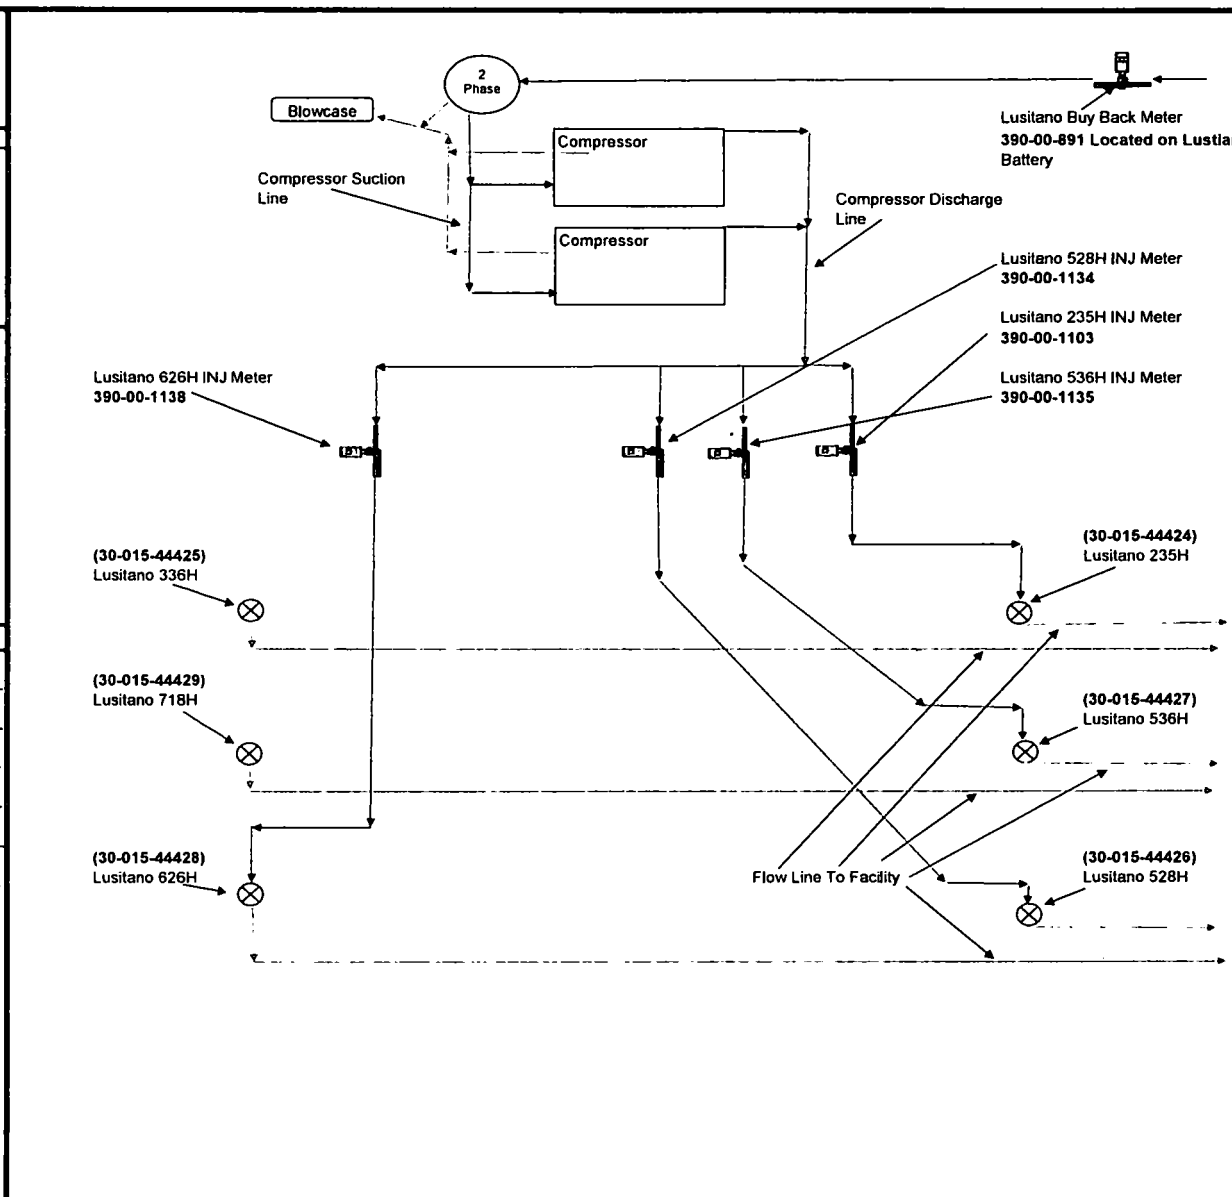 2
Phase
Blowcase
Compressor
Compressor Suction
Line
Compressor
Lusitano Buy Back Meter
390-00-891 Located on Lustian
Battery
Compressor Discharge
Line
Lusitano 528H INJ Meter
390-00-1134
Lusitano 235H INJ Meter
390-00-1103
Lusitano 536H INJ Meter
390-00-1135
Lusitano 626H INJ Meter
390-00-1138
(30-015-44425)
Lusitano 336H
(30-015-44424)
Lusitano 235H
(30-015-44429)
Lusitano 718H
(30-015-44427)
Lusitano 536H
(30-015-44428)
Lusitano 626H
Flow Line To Facility
(30-015-44426)
Lusitano 528H